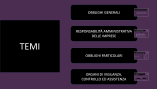 TEMI
OBBLIGHI GENERALI
RESPONSABILITÀ AMMINISTRATIVA
DELLE IMPRESE
OBBLIGHI PARTICOLARI
ORGANI DI VIGILANZA,
CONTROLLO ED ASSISTENZA